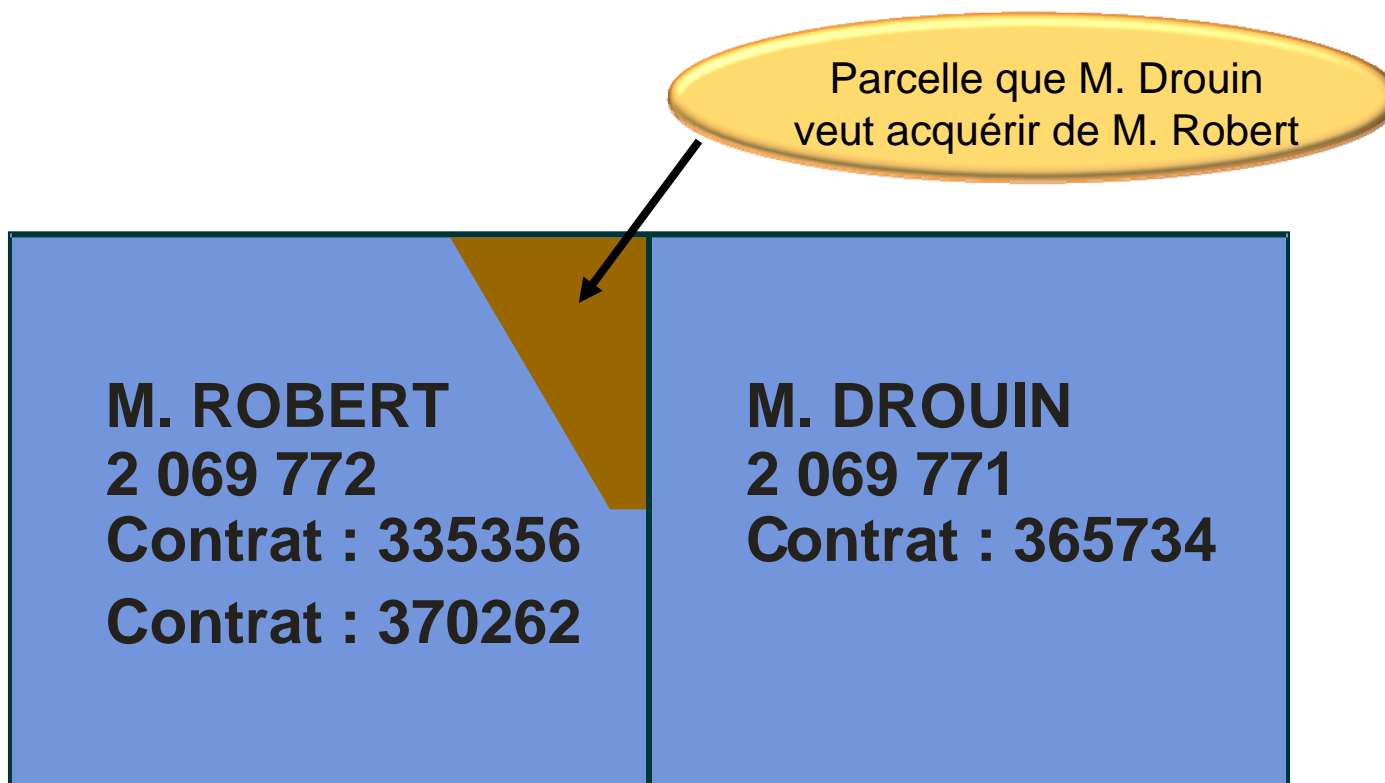 Parcelle que M. Drouin
veut acquérir de M. Robert
M. ROBERT
2 069 772
Contrat : 335356
Contrat : 370262
M. DROUIN
2 069 771
Contrat : 365734